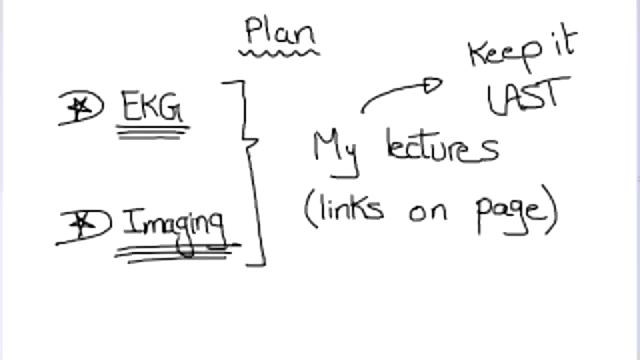 Plan
Keep it
LAST
EKG
My lectures
(links on page)
Imaging